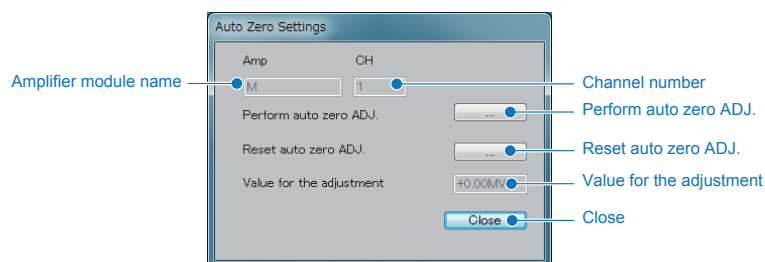 Auto Zero Settings
Amp CH
Amplifier module name M 1 Channel number
Perform auto zero ADJ. ... Perform auto zero ADJ.
Reset auto zero ADJ. ... Reset auto zero ADJ.
Value for the adjustment +0.00MV Value for the adjustment
Close Close